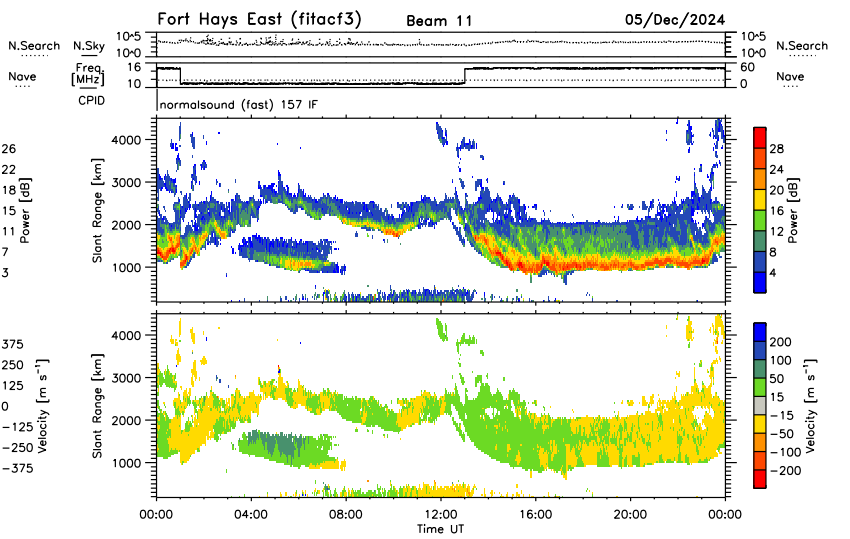 Fort Hays East (fitacf3) Beam 11 05/Dec/2024
N.Search N.Sky 10^5 10^0 10^5 10^0 N.Search
Nave Freq. [MHz] 16 10 60 0 Nave
CPID normalsound (fast) 157 IF
Power [dB] 26 22 18 15 11 7 3
Slant Range [km] 4000 3000 2000 1000
Power [dB] 28 24 20 16 12 8 4
Velocity [m s⁻¹] 375 250 125 0 −125 −250 −375
Slant Range [km] 4000 3000 2000 1000
Velocity [m s⁻¹] 200 100 50 15 −15 −50 −100 −200
00:00 04:00 08:00 12:00 16:00 20:00 00:00
Time UT